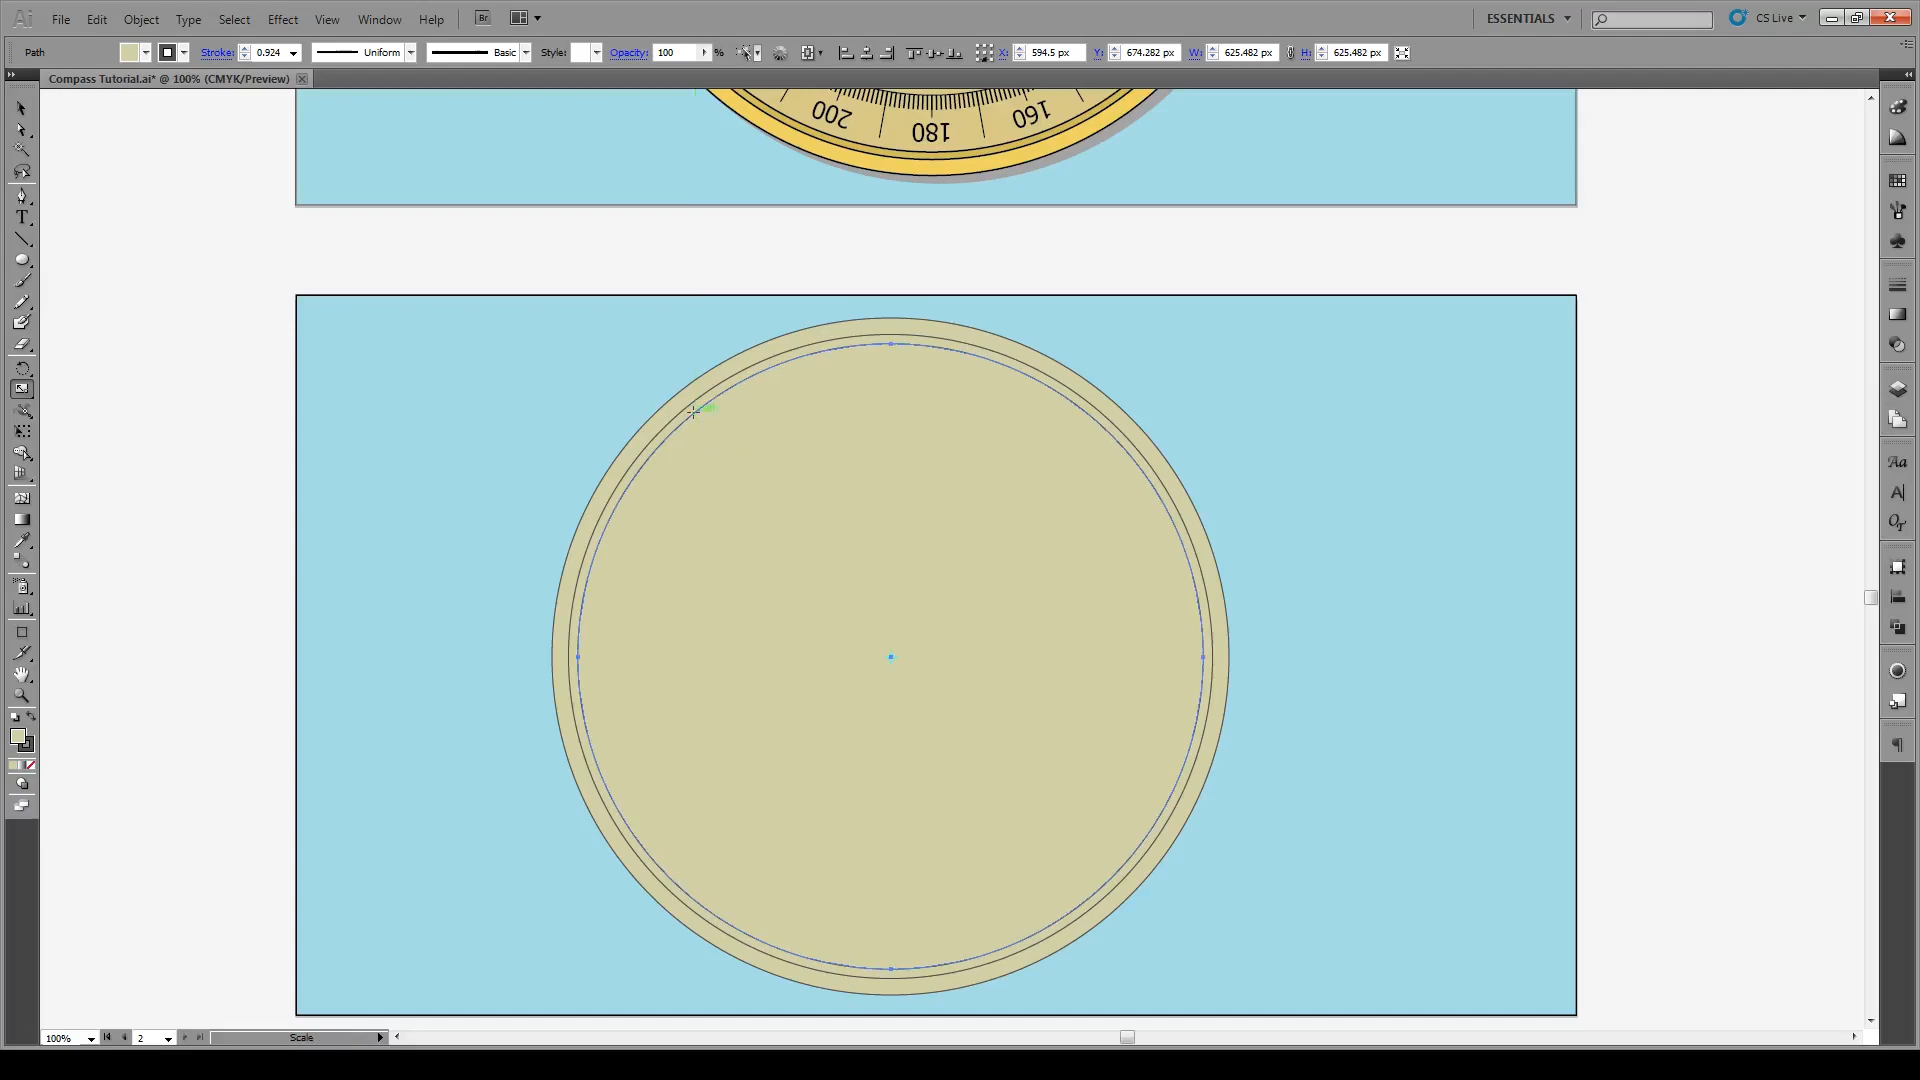 Ai File Edit Object Type Select Effect View Window Help Br ESSENTIALS CS Live
Path Stroke: 0.924 Uniform Basic Style: Opacity: 100 % X: 594.5 px Y: 674.282 px W: 625.482 px H: 625.482 px
Compass Tutorial.ai* @ 100% (CMYK/Preview)
200 180 160
100% 2 Scale